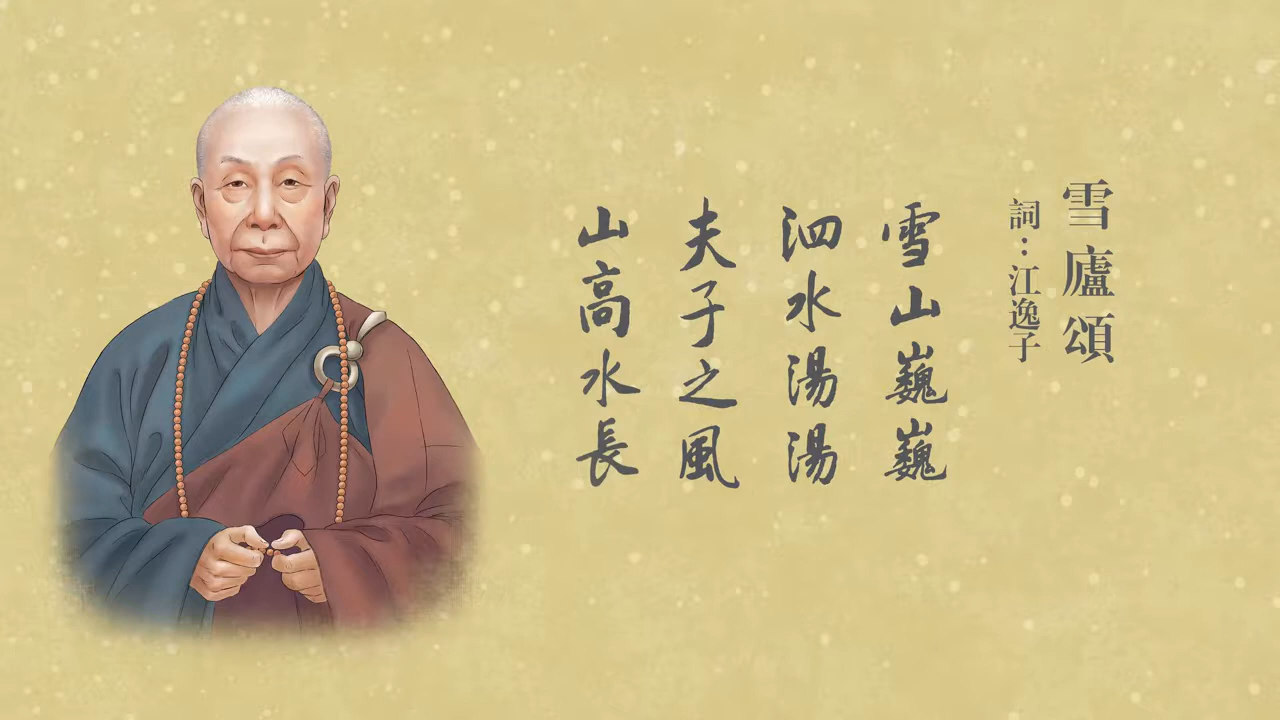 雪廬頌
詞：江逸子
雪山巍巍
泗水湯湯
夫子之風
山高水長